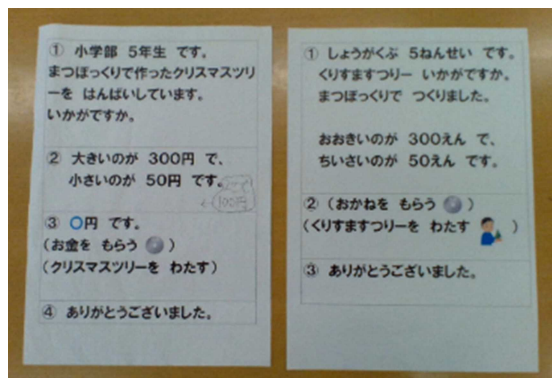 ① 小学部 5年生 です。
まつぼっくりで作ったクリスマスツリ
ーを はんばいしています。
いかがですか。
② 大きいのが 300円 で、
小さいのが 50円 です。
100円
③ 〇円 です。
(お金を もらう )
(クリスマスツリーを わたす)
④ ありがとうございました。
① しょうがくぶ 5ねんせい です。
くりすますつりー いかがですか。
まつぼっくりで つくりました。
おおきいのが 300えん で、
ちいさいのが 50えん です。
② (おかねを もらう )
(くりすますつりーを わたす )
③ ありがとうございました。